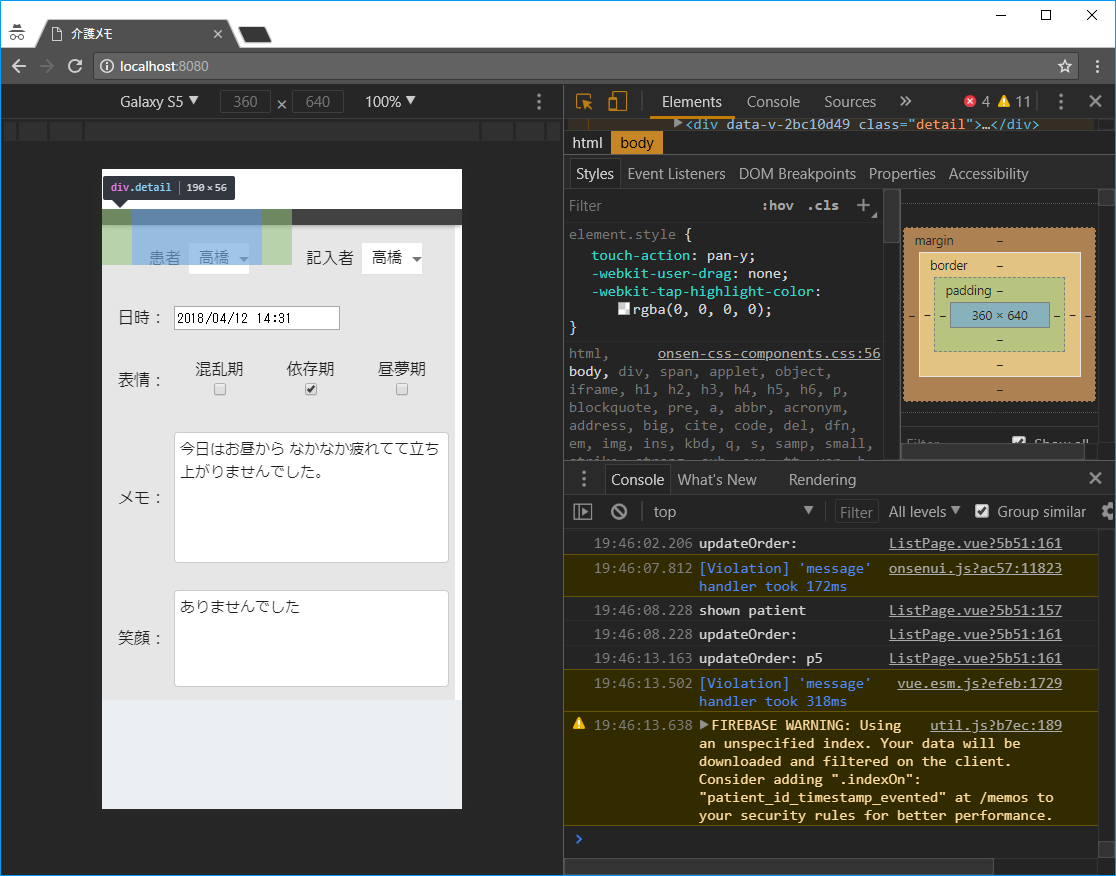 介護メモ
localhost:8080
Galaxy S5 ▼ 360 × 640 100% ▼
Elements Console Sources » 4 11
<div data-v-2bc10d49 class="detail">…</div>
html body
Styles Event Listeners DOM Breakpoints Properties Accessibility
Filter :hov .cls +
element.style {
touch-action: pan-y;
-webkit-user-drag: none;
-webkit-tap-highlight-color:
rgba(0, 0, 0, 0);
}
html, onsen-css-components.css:56
body, div, span, applet, object,
iframe, h1, h2, h3, h4, h5, h6, p,
blockquote, pre, a, abbr, acronym,
address, big, cite, code, del, dfn,
em, img, ins, kbd, q, s, samp, small,
margin –
border –
padding –
– – – 360 × 640 – – –
–
–
–
Filter Show all
div.detail 190 × 56
患者 高橋 記入者 高橋
日時： 2018/04/12 14:31
混乱期 依存期 昼夢期
表情：
今日はお昼から なかなか疲れてて立ち
上がりませんでした。
メモ：
ありませんでした
笑顔：
Console What's New Rendering
top ▼ Filter All levels ▼ Group similar
19:46:02.206 updateOrder: ListPage.vue?5b51:161
19:46:07.812 [Violation] 'message' onsenui.js?ac57:11823
handler took 172ms
19:46:08.228 shown patient ListPage.vue?5b51:157
19:46:08.228 updateOrder: ListPage.vue?5b51:161
19:46:13.163 updateOrder: p5 ListPage.vue?5b51:161
19:46:13.502 [Violation] 'message' vue.esm.js?efeb:1729
handler took 318ms
19:46:13.638 ▶FIREBASE WARNING: Using util.js?b7ec:189
an unspecified index. Your data will be
downloaded and filtered on the client.
Consider adding ".indexOn":
"patient_id_timestamp_evented" at /memos to
your security rules for better performance.